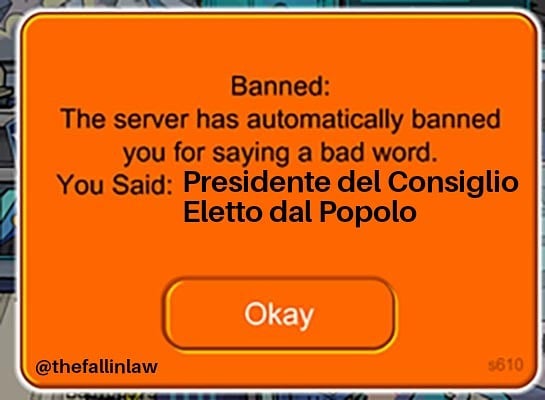 Banned:
The server has automatically banned
you for saying a bad word.
You Said: Presidente del Consiglio
Eletto dal Popolo
Okay
@thefallinlaw
s610